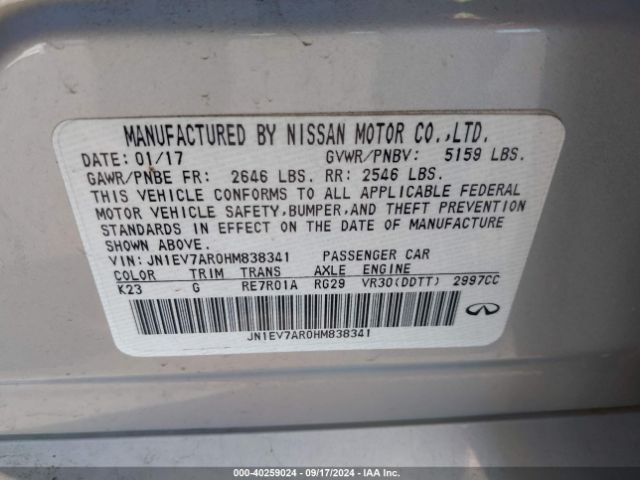 MANUFACTURED BY NISSAN MOTOR CO.,LTD.
DATE: 01/17 GVWR/PNBV: 5159 LBS.
GAWR/PNBE FR: 2646 LBS. RR: 2546 LBS.
THIS VEHICLE CONFORMS TO ALL APPLICABLE FEDERAL
MOTOR VEHICLE SAFETY,BUMPER,AND THEFT PREVENTION
STANDARDS IN EFFECT ON THE DATE OF MANUFACTURE
SHOWN ABOVE.
VIN: JN1EV7AR0HM838341 PASSENGER CAR
COLOR TRIM TRANS AXLE ENGINE
K23 G RE7R01A RG29 VR30(DDTT) 2997CC
JN1EV7AR0HM838341
000-40259024 - 09/17/2024 - IAA Inc.